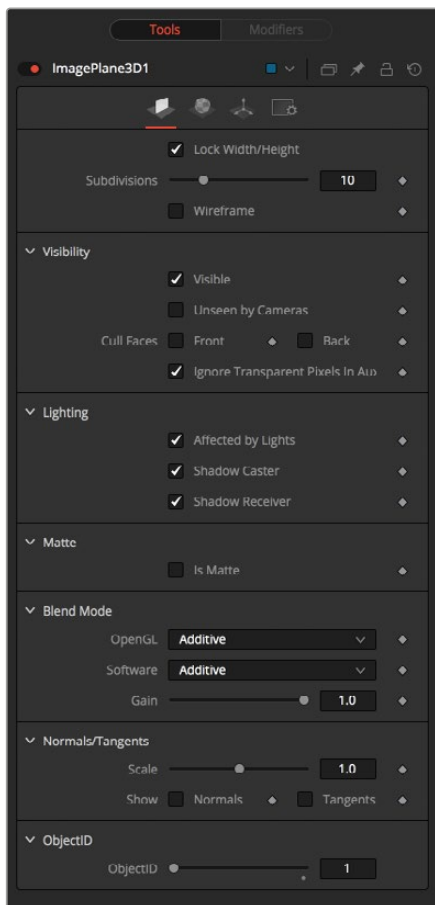 Tools Modifiers
ImagePlane3D1
Lock Width/Height
Subdivisions 10
Wireframe
Visibility
Visible
Unseen by Cameras
Cull Faces Front Back
Ignore Transparent Pixels In Aux
Lighting
Affected by Lights
Shadow Caster
Shadow Receiver
Matte
Is Matte
Blend Mode
OpenGL Additive
Software Additive
Gain 1.0
Normals/Tangents
Scale 1.0
Show Normals Tangents
ObjectID
ObjectID 1